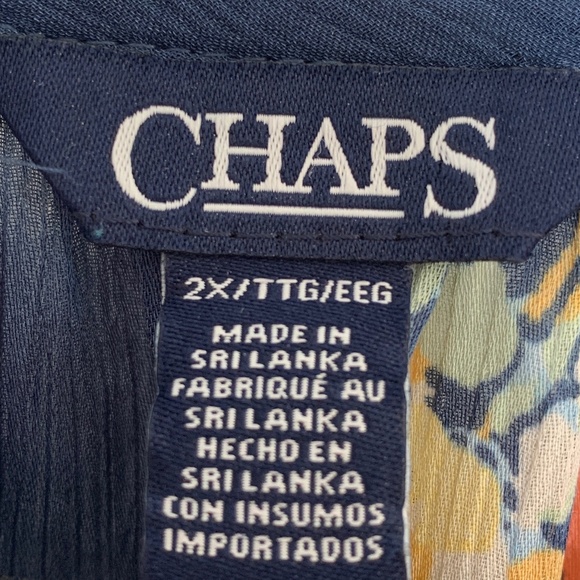 CHAPS
2X/TTG/EEG
MADE IN
SRI LANKA
FABRIQUÉ AU
SRI LANKA
HECHO EN
SRI LANKA
CON INSUMOS
IMPORTADOS